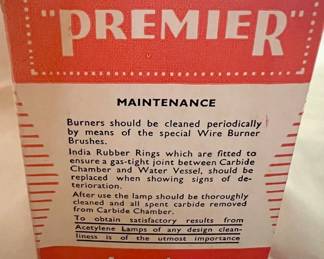 "PREMIER"
MAINTENANCE
Burners should be cleaned periodically
by means of the special Wire Burner
Brushes.
India Rubber Rings which are fitted to
ensure a gas-tight joint between Carbide
Chamber and Water Vessel, should be
replaced when showing signs of de-
terioration.
After use the lamp should be thoroughly
cleaned and all spent carbide removed
from Carbide Chamber.
To obtain satisfactory results from
Acetylene Lamps of any design clean-
liness is of the utmost importance